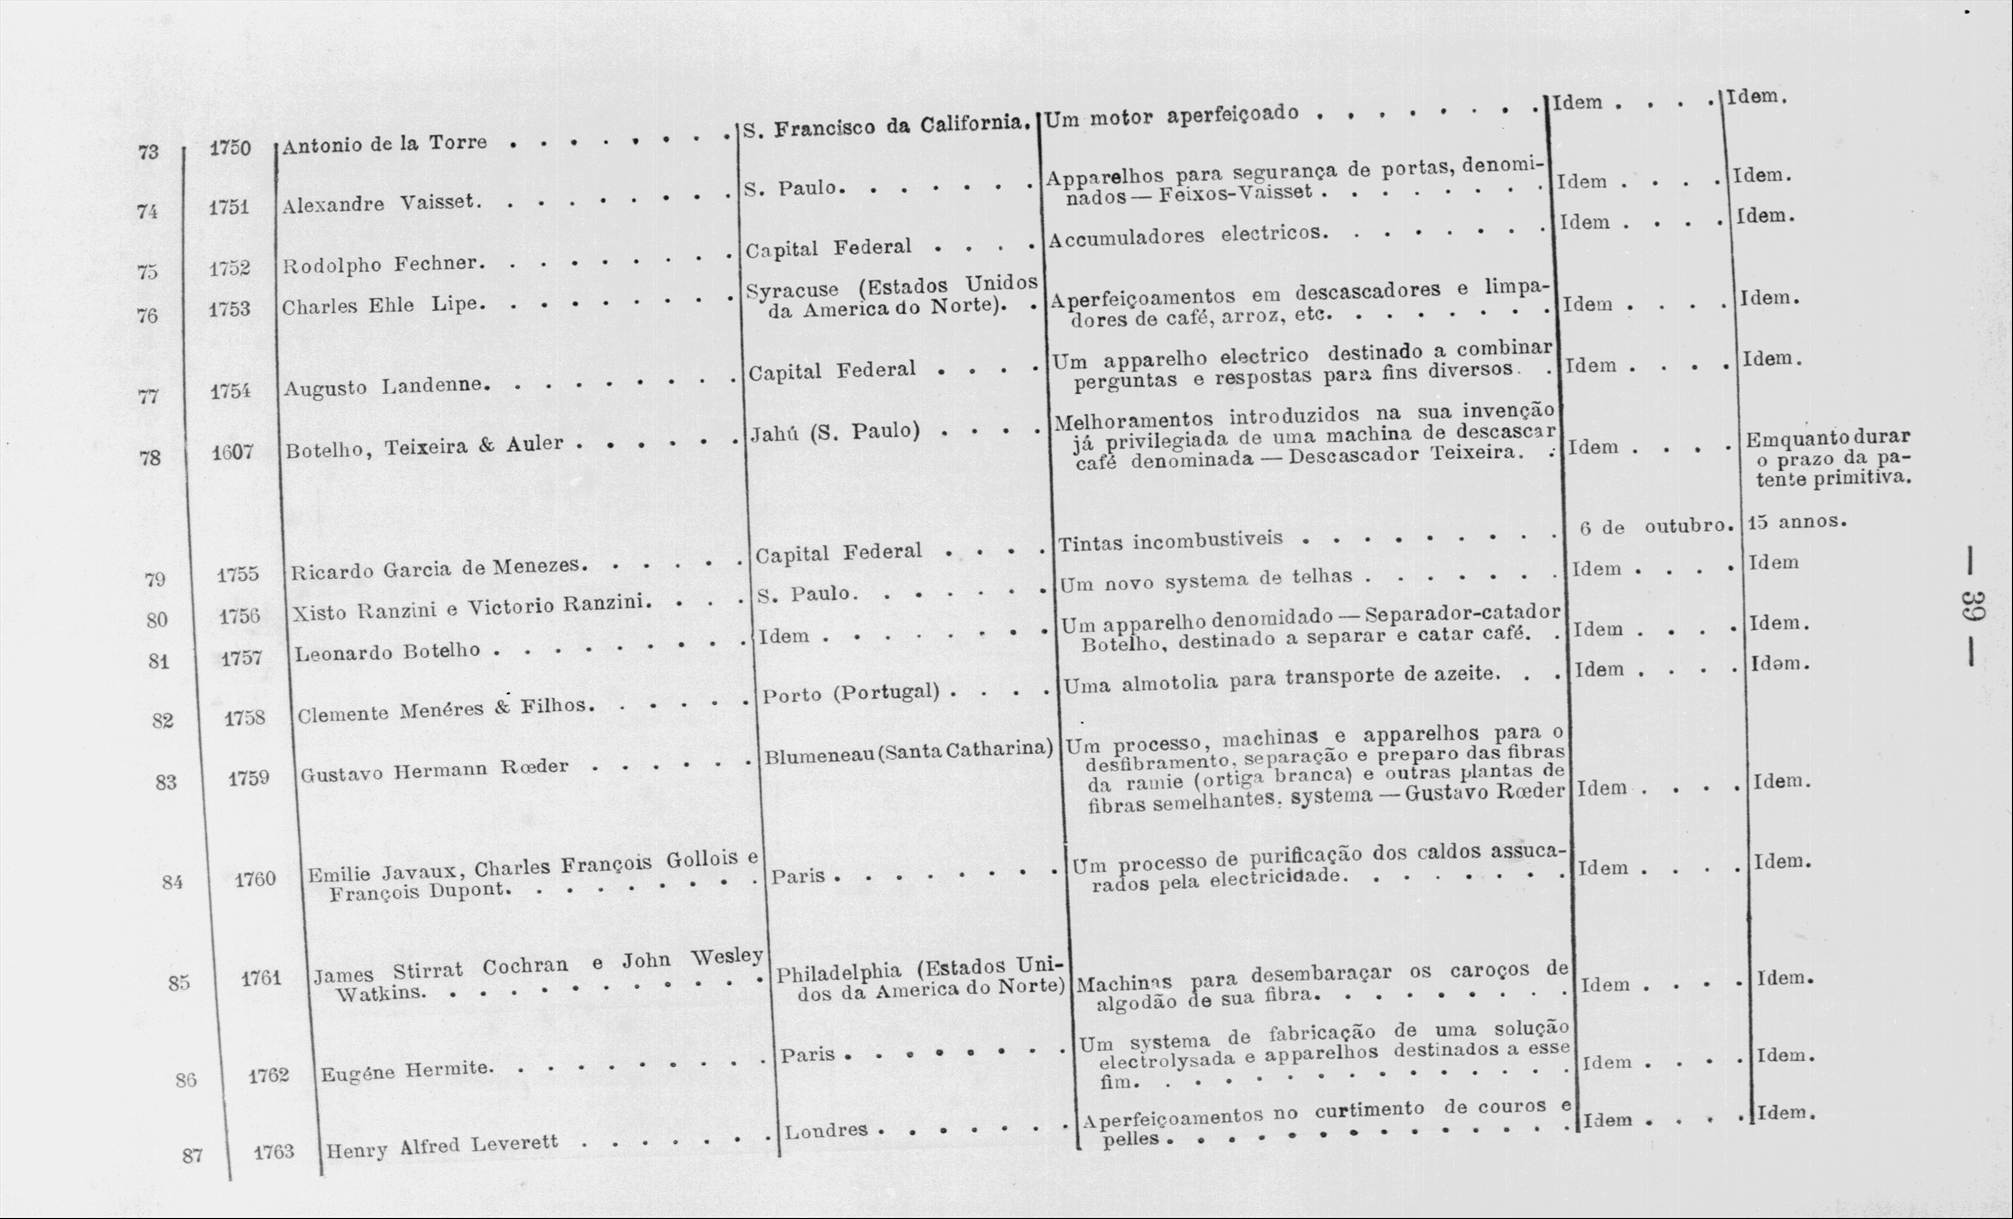 73 1750 Antonio de la Torre . . . . . . . . S. Francisco da California. Um motor aperfeiçoado . . . . . . . . Idem . . . . Idem.
74 1751 Alexandre Vaisset. . . . . . . . . S. Paulo. . . . . . . Apparelhos para segurança de portas, denomi-
nados — Feixos-Vaisset . . . . . . . . Idem . . . . Idem.
75 1752 Rodolpho Fechner. . . . . . . . . Capital Federal . . . . Accumuladores electricos. . . . . . . . Idem . . . . Idem.
76 1753 Charles Ehle Lipe. . . . . . . . . Syracuse (Estados Unidos
da America do Norte). . Aperfeiçoamentos em descascadores e limpa-
dores de café, arroz, etc. . . . . . . . Idem . . . . Idem.
77 1754 Augusto Landenne. . . . . . . . . Capital Federal . . . . Um apparelho electrico destinado a combinar
perguntas e respostas para fins diversos. . Idem . . . . Idem.
78 1607 Botelho, Teixeira & Auler . . . . . . Jahú (S. Paulo) . . . . Melhoramentos introduzidos na sua invenção
já privilegiada de uma machina de descascar
café denominada — Descascador Teixeira. . Idem . . . . Emquanto durar
o prazo da pa-
tente primitiva.
79 1755 Ricardo Garcia de Menezes. . . . . . Capital Federal . . . . Tintas incombustiveis . . . . . . . . . 6 de outubro. 15 annos.
80 1756 Xisto Ranzini e Victorio Ranzini. . . . S. Paulo. . . . . . . Um novo systema de telhas . . . . . . . Idem . . . . Idem
81 1757 Leonardo Botelho . . . . . . . . . Idem . . . . . . . . Um apparelho denomidado — Separador-catador
Botelho, destinado a separar e catar café. . Idem . . . . Idem.
82 1758 Clemente Menéres & Filhos. . . . . . Porto (Portugal) . . . . Uma almotolia para transporte de azeite. . . Idem . . . . Idem.
83 1759 Gustavo Hermann Rœder . . . . . . Blumeneau (Santa Catharina) Um processo, machinas e apparelhos para o
desfibramento, separação e preparo das fibras
da ramie (ortiga branca) e outras plantas de
fibras semelhantes, systema — Gustavo Rœder Idem . . . . Idem.
84 1760 Emilie Javaux, Charles François Gollois e
François Dupont. . . . . . . . . Paris . . . . . . . . Um processo de purificação dos caldos assuca-
rados pela electricidade. . . . . . . . Idem . . . . Idem.
85 1761 James Stirrat Cochran e John Wesley
Watkins. . . . . . . . . . . . Philadelphia (Estados Uni-
dos da America do Norte) Machinas para desembaraçar os caroços de
algodão de sua fibra. . . . . . . . . Idem . . . . Idem.
86 1762 Eugéne Hermite. . . . . . . . . . Paris . . . . . . . . Um systema de fabricação de uma solução
electrolysada e apparelhos destinados a esse
fim. . . . . . . . . . . . . . . Idem . . . . Idem.
87 1763 Henry Alfred Leverett . . . . . . . Londres . . . . . . . Aperfeiçoamentos no curtimento de couros e
pelles . . . . . . . . . . . . . . Idem . . . . Idem.
— 39 —